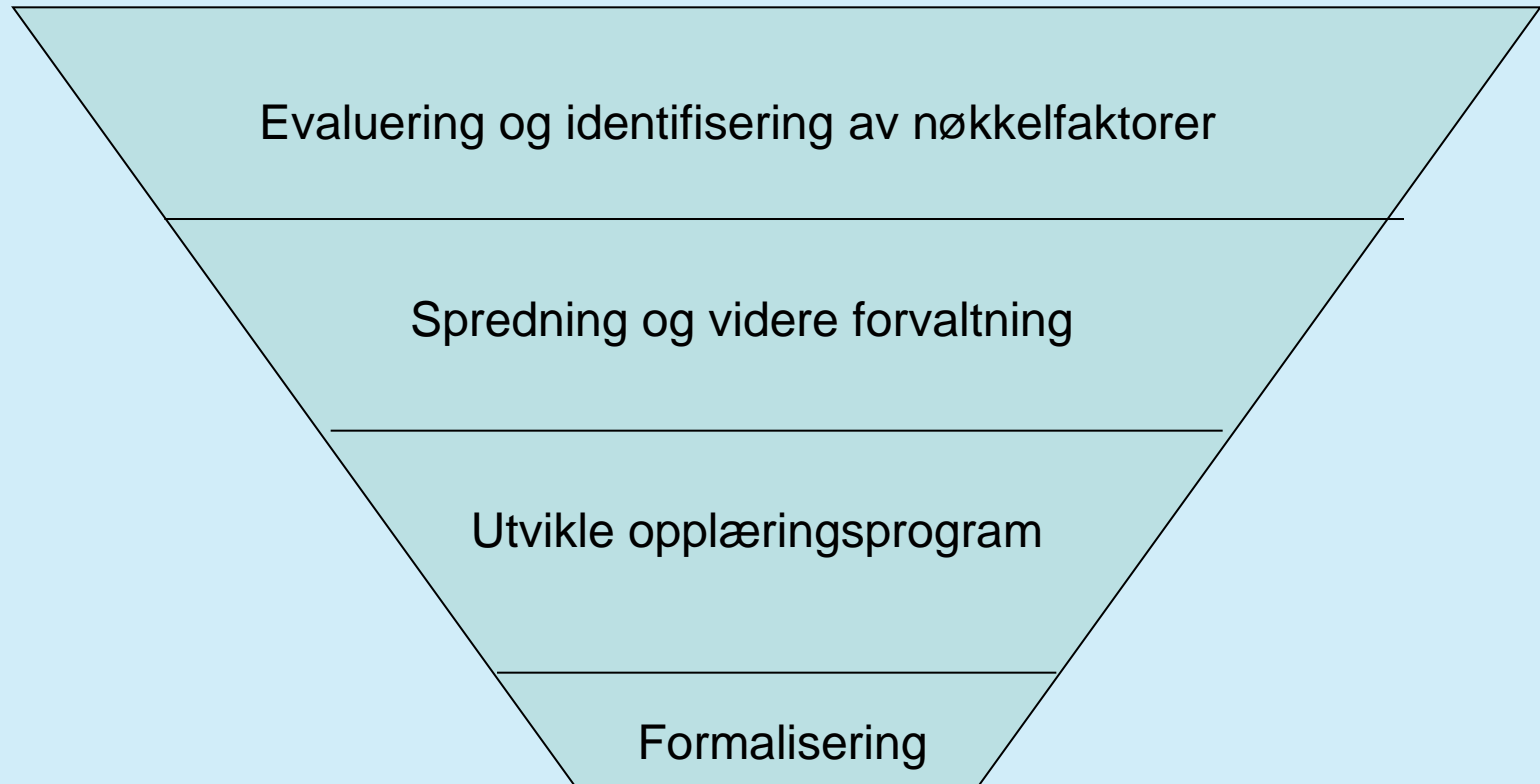 Evaluering og identifisering av nøkkelfaktorer
Spredning og videre forvaltning
Utvikle opplæringsprogram
Formalisering